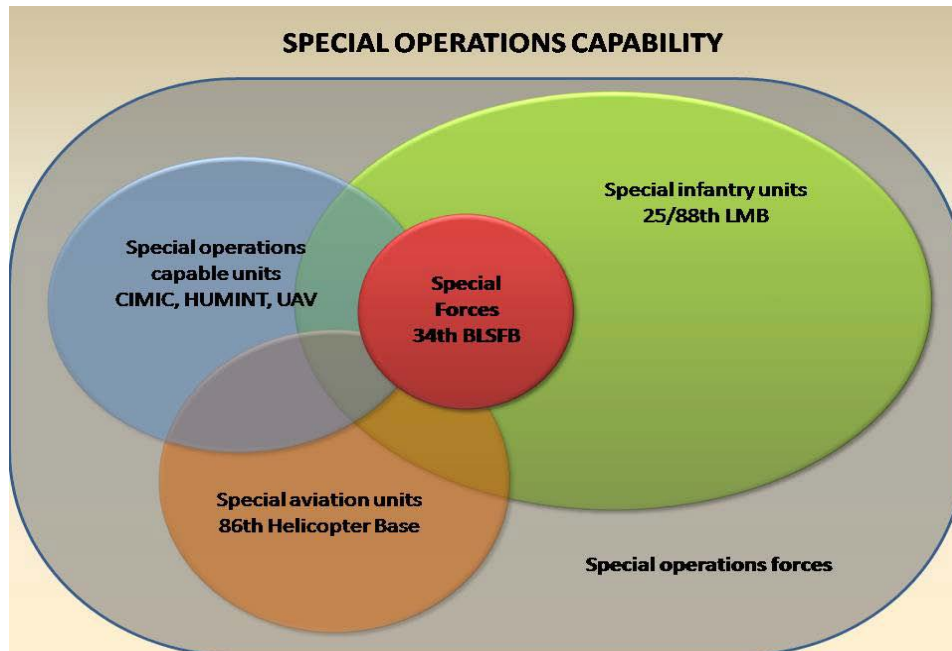 SPECIAL OPERATIONS CAPABILITY
Special infantry units
25/88th LMB
Special operations
capable units
CIMIC, HUMINT, UAV
Special
Forces
34th BLSFB
Special aviation units
86th Helicopter Base
Special operations forces